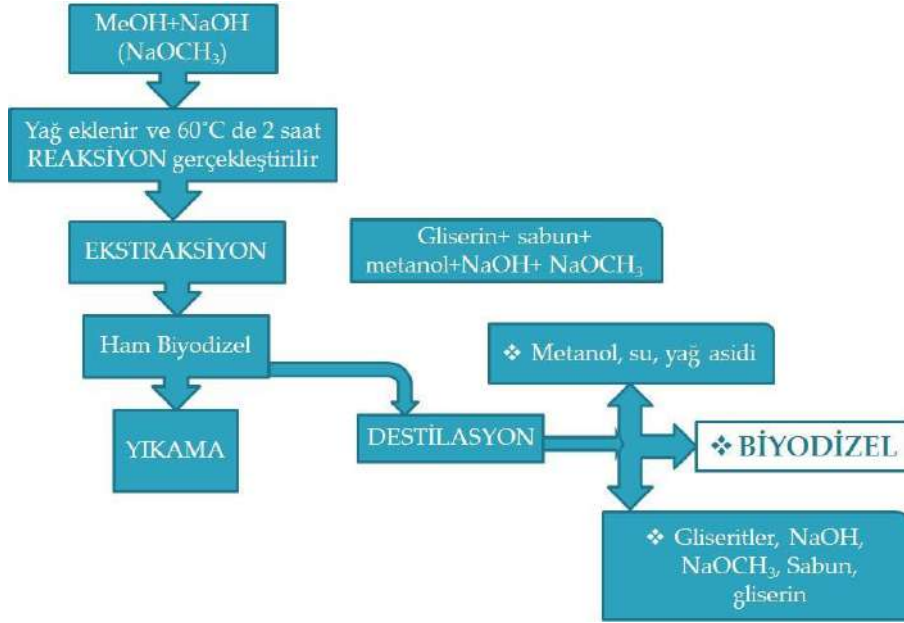 MeOH+NaOH
(NaOCH₃)
Yağ eklenir ve 60˚C de 2 saat
REAKSİYON gerçekleştirilir
EKSTRAKSİYON
Gliserin+ sabun+
metanol+NaOH+ NaOCH₃
Ham Biyodizel
❖ Metanol, su, yağ asidi
YIKAMA
DESTİLASYON
❖ BİYODİZEL
❖ Gliseritler, NaOH,
NaOCH₃, Sabun,
gliserin